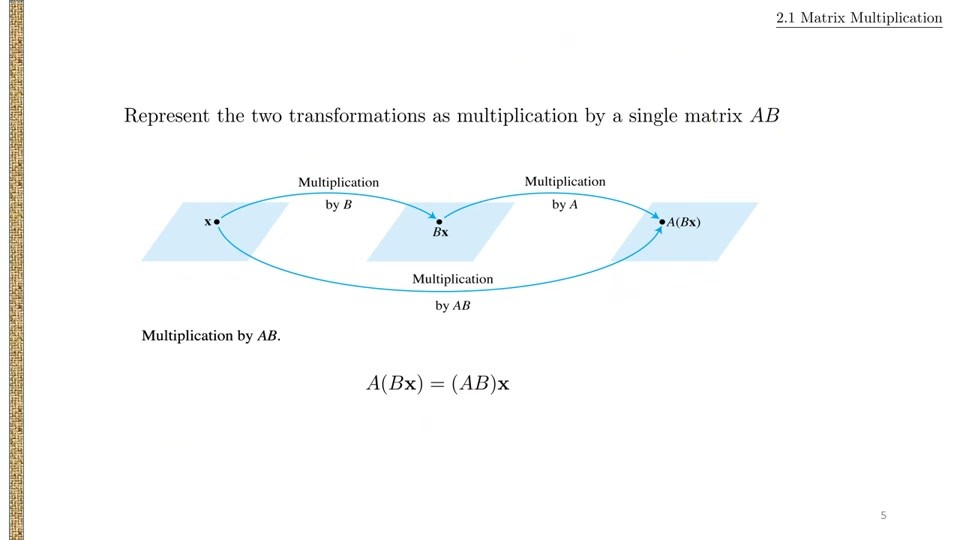 2.1 Matrix Multiplication
Represent the two transformations as multiplication by a single matrix AB
Multiplication
by B
Multiplication
by A
x
Bx
A(Bx)
Multiplication
by AB
Multiplication by AB.
A(Bx) = (AB)x
5